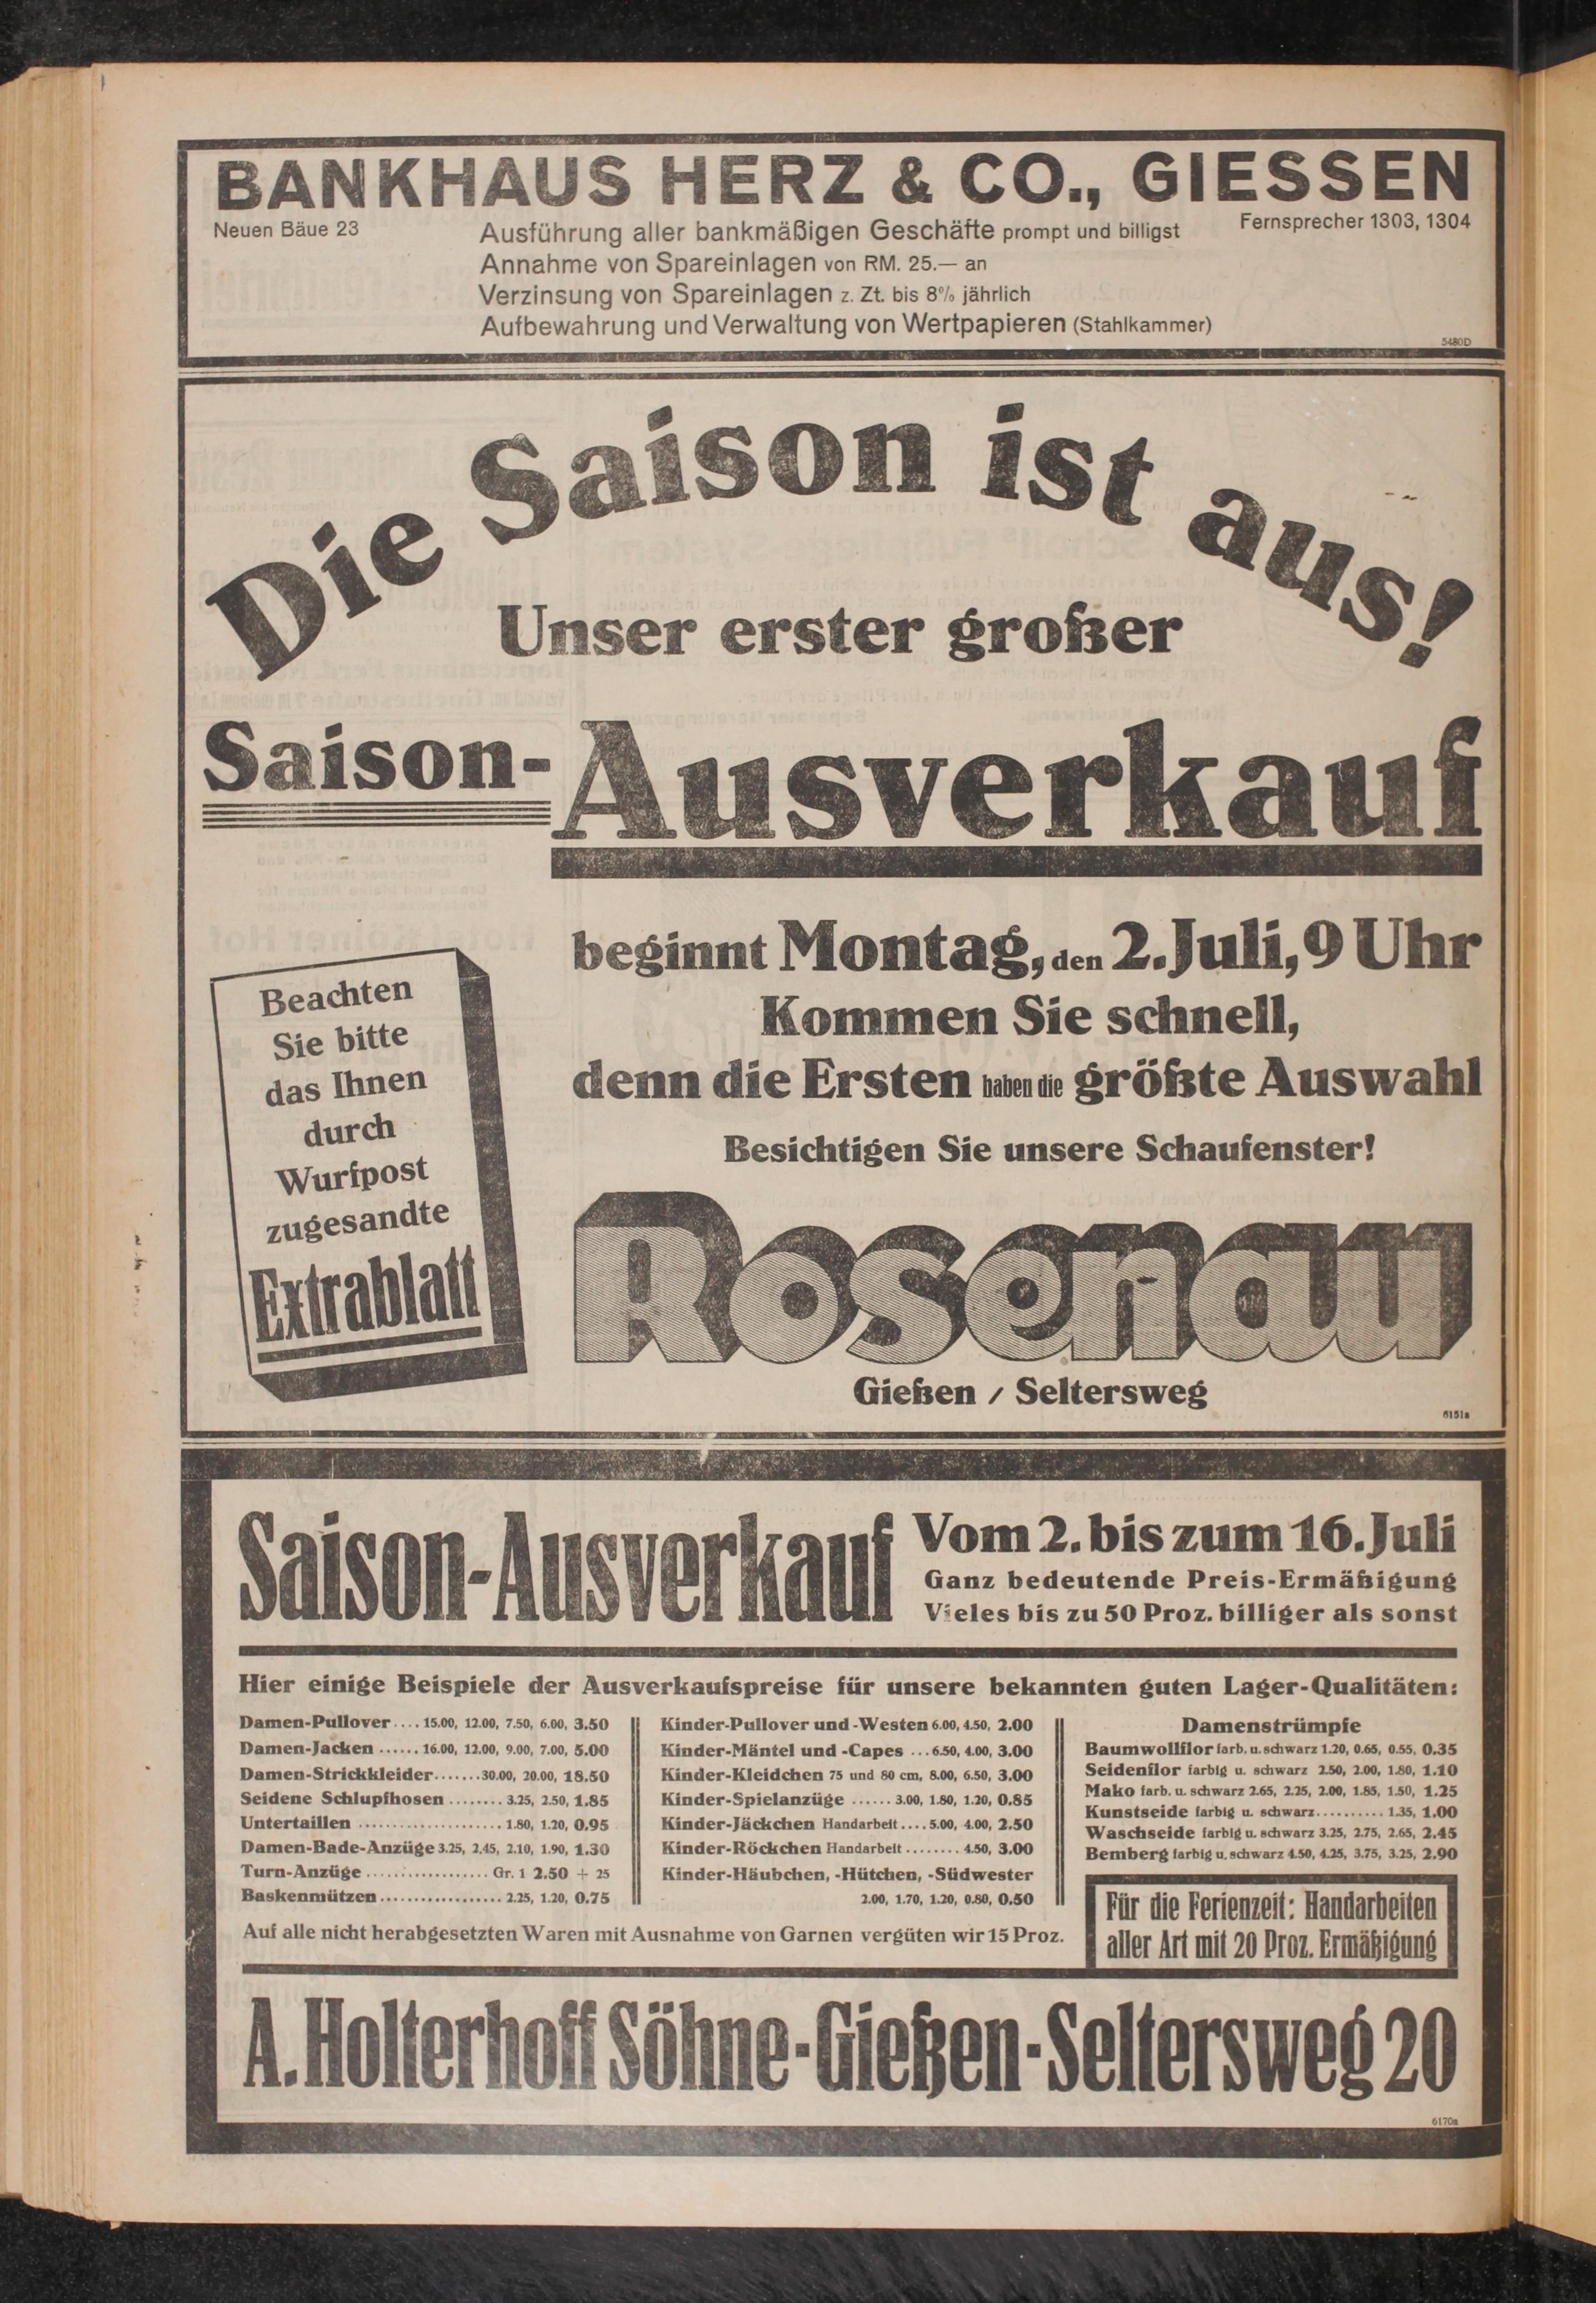 BANKHAUS HERZ & CO., GIESSEN
Neuen Bäue 23
Fernsprecher 1303, 1304
Ausführung aller bankmäßigen Geschäfte prompt und billigst
Annahme von Spareinlagen von RM. 25.— an
Verzinsung von Spareinlagen z. Zt. bis 8% jährlich
Aufbewahrung und Verwaltung von Wertpapieren (Stahlkammer)
5480D
Die Saison ist aus!
Unser erster großer
Saison-Ausverkauf
beginnt Montag, den 2. Juli, 9 Uhr
Kommen Sie schnell,
denn die Ersten haben die größte Auswahl
Besichtigen Sie unsere Schaufenster!
Beachten
Sie bitte
das Ihnen
durch
Wurfpost
zugesandte
Extrablatt
Rosenau
Gießen / Seltersweg
6151a
Saison-Ausverkauf
Vom 2. bis zum 16. Juli
Ganz bedeutende Preis-Ermäßigung
Vieles bis zu 50 Proz. billiger als sonst
Hier einige Beispiele der Ausverkaufspreise für unsere bekannten guten Lager-Qualitäten:
Damen-Pullover .... 15.00, 12.00, 7.50, 6.00, 3.50
Damen-Jacken ...... 16.00, 12.00, 9.00, 7.00, 5.00
Damen-Strickkleider....... 30.00, 20.00, 18.50
Seidene Schlupfhosen ........ 3.25, 2.50, 1.85
Untertaillen ..................... 1.80, 1.20, 0.95
Damen-Bade-Anzüge 3.25, 2.45, 2.10, 1.90, 1.30
Turn-Anzüge .................. Gr. 1 2.50 + 25
Baskenmützen.................. 2.25, 1.20, 0.75
Kinder-Pullover und -Westen 6.00, 4.50, 2.00
Kinder-Mäntel und -Capes ... 6.50, 4.00, 3.00
Kinder-Kleidchen 75 und 80 cm, 8.00, 6.50, 3.00
Kinder-Spielanzüge ...... 3.00, 1.80, 1.20, 0.85
Kinder-Jäckchen Handarbeit .... 5.00, 4.00, 2.50
Kinder-Röckchen Handarbeit ........ 4.50, 3.00
Kinder-Häubchen, -Hütchen, -Südwester
2.00, 1.70, 1.20, 0.80, 0.50
Damenstrümpfe
Baumwollflor farb. u. schwarz 1.20, 0.65, 0.55, 0.35
Seidenflor farbig u. schwarz 2.50, 2.00, 1.80, 1.10
Mako farb. u. schwarz 2.65, 2.25, 2.00, 1.85, 1.50, 1.25
Kunstseide farbig u. schwarz.......... 1.35, 1.00
Waschseide farbig u. schwarz 3.25, 2.75, 2.65, 2.45
Bemberg farbig u. schwarz 4.50, 4.25, 3.75, 3.25, 2.90
Auf alle nicht herabgesetzten Waren mit Ausnahme von Garnen vergüten wir 15 Proz.
Für die Ferienzeit: Handarbeiten
aller Art mit 20 Proz. Ermäßigung
A. Holterhoff Söhne - Gießen - Seltersweg 20
6170a